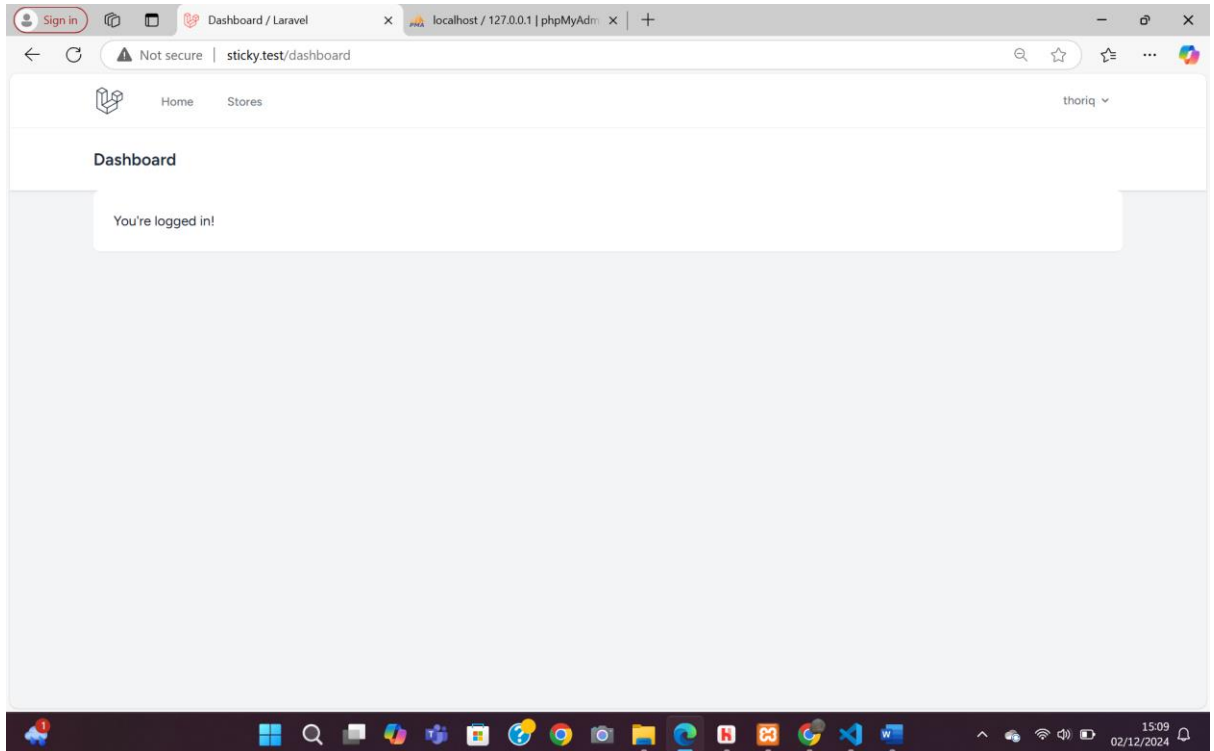 Sign in
Dashboard / Laravel
localhost / 127.0.0.1 | phpMyAdm
Not secure
sticky.test/dashboard
Home
Stores
thoriq
Dashboard
You're logged in!
1
15:09
02/12/2024